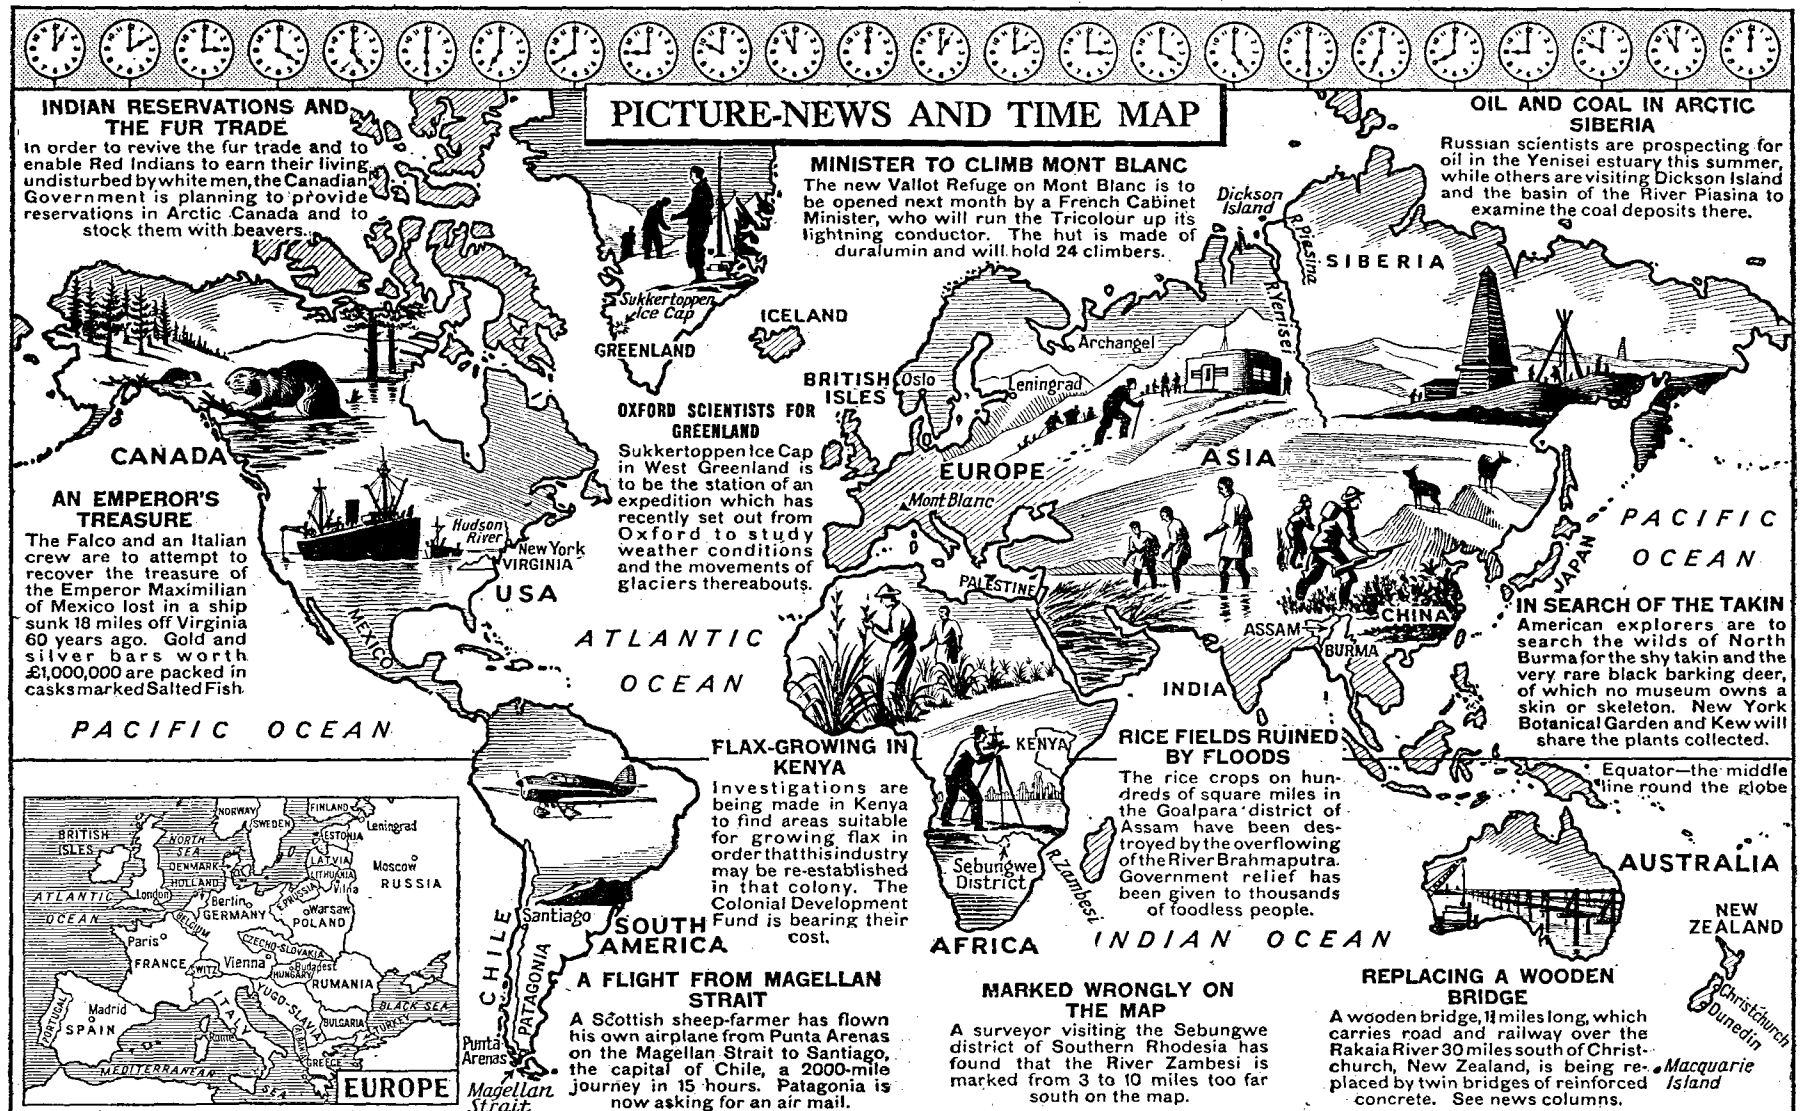 PICTURE-NEWS AND TIME MAP
INDIAN RESERVATIONS AND
THE FUR TRADE
In order to revive the fur trade and to
enable Red Indians to earn their living
undisturbed by white men, the Canadian
Government is planning to provide
reservations in Arctic Canada and to
stock them with beavers.
MINISTER TO CLIMB MONT BLANC
The new Vallot Refuge on Mont Blanc is to
be opened next month by a French Cabinet
Minister, who will run the Tricolour up its
lightning conductor. The hut is made of
duralumin and will hold 24 climbers.
OIL AND COAL IN ARCTIC
SIBERIA
Russian scientists are prospecting for
oil in the Yenisei estuary this summer,
while others are visiting Dickson Island
and the basin of the River Piasina to
examine the coal deposits there.
Dickson
Island
R. Piasina
SIBERIA
R. Yenisei
Sukkertoppen
Ice Cap
GREENLAND
ICELAND
Archangel
BRITISH
ISLES
Oslo
Leningrad
OXFORD SCIENTISTS FOR
GREENLAND
Sukkertoppen Ice Cap
in West Greenland is
to be the station of an
expedition which has
recently set out from
Oxford to study
weather conditions
and the movements of
glaciers thereabouts.
CANADA
EUROPE
Mont Blanc
ASIA
AN EMPEROR'S
TREASURE
The Falco and an Italian
crew are to attempt to
recover the treasure of
the Emperor Maximilian
of Mexico lost in a ship
sunk 18 miles off Virginia
60 years ago. Gold and
silver bars worth
£1,000,000 are packed in
casks marked Salted Fish.
Hudson
River
New York
VIRGINIA
USA
MEXICO
ATLANTIC
OCEAN
PACIFIC OCEAN
PALESTINE
PACIFIC
OCEAN
JAPAN
CHINA
ASSAM
BURMA
INDIA
IN SEARCH OF THE TAKIN
American explorers are to
search the wilds of North
Burma for the shy takin and the
very rare black barking deer,
of which no museum owns a
skin or skeleton. New York
Botanical Garden and Kew will
share the plants collected.
FLAX-GROWING IN
KENYA
Investigations are
being made in Kenya
to find areas suitable
for growing flax in
order that this industry
may be re-established
in that colony. The
Colonial Development
Fund is bearing their
cost.
KENYA
RICE FIELDS RUINED
BY FLOODS
The rice crops on hun-
dreds of square miles in
the Goalpara district of
Assam have been des-
troyed by the overflowing
of the River Brahmaputra.
Government relief has
been given to thousands
of foodless people.
Equator—the middle
line round the globe
Sebungwe
District
R. Zambesi
AFRICA
INDIAN OCEAN
AUSTRALIA
NEW
ZEALAND
Christchurch
Dunedin
Macquarie
Island
Santiago
SOUTH
AMERICA
CHILE
PATAGONIA
Punta
Arenas
Magellan
Strait
A FLIGHT FROM MAGELLAN
STRAIT
A Scottish sheep-farmer has flown
his own airplane from Punta Arenas
on the Magellan Strait to Santiago,
the capital of Chile, a 2000-mile
journey in 15 hours. Patagonia is
now asking for an air mail.
MARKED WRONGLY ON
THE MAP
A surveyor visiting the Sebungwe
district of Southern Rhodesia has
found that the River Zambesi is
marked from 3 to 10 miles too far
south on the map.
REPLACING A WOODEN
BRIDGE
A wooden bridge, miles long, which
carries road and railway over the
Rakaia River 30 miles south of Christ-
church, New Zealand, is being re-
placed by twin bridges of reinforced
concrete. See news columns.
NORWAY
SWEDEN
FINLAND
Leningrad
ESTONIA
BRITISH
ISLES
NORTH
SEA
LATVIA
Moscow
DENMARK
LITHUANIA
RUSSIA
HOLLAND
Vilna
E. PRUSSIA
ATLANTIC
OCEAN
London
Berlin
GERMANY
Warsaw
POLAND
BELGIUM
Paris
CZECHO-SLOVAKIA
FRANCE
SWITZ.
Vienna
Budapest
HUNGARY
RUMANIA
YUGO-SLAVIA
ITALY
BLACK SEA
BULGARIA
TURKEY
Madrid
SPAIN
PORTUGAL
Rome
ALBANIA
GREECE
MEDITERRANEAN
SEA
EUROPE